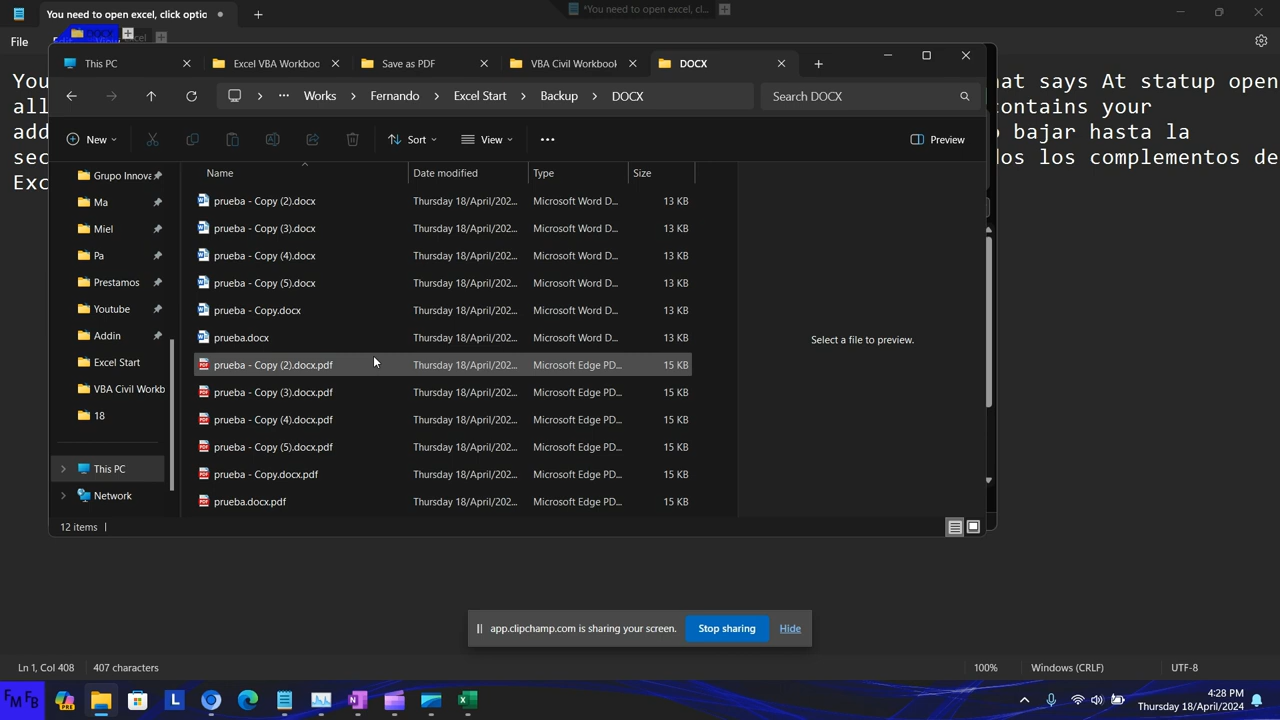 You need to open excel, click optic
*You need to open excel, cl...
File
DOCX
This PC
Excel VBA Workboo
Save as PDF
VBA Civil Workbook
DOCX
Works
Fernando
Excel Start
Backup
DOCX
Search DOCX
New
Sort
View
Preview
You
hat says At statup open
all
contains your
add
bajar hasta la
sec
dos los complementos de
Exc
Name
Date modified
Type
Size
Grupo Innova
Ma
Miel
Pa
Prestamos
Youtube
Addin
Excel Start
VBA Civil Workb
18
This PC
Network
prueba - Copy (2).docx Thursday 18/April/202... Microsoft Word D... 13 KB
prueba - Copy (3).docx Thursday 18/April/202... Microsoft Word D... 13 KB
prueba - Copy (4).docx Thursday 18/April/202... Microsoft Word D... 13 KB
prueba - Copy (5).docx Thursday 18/April/202... Microsoft Word D... 13 KB
prueba - Copy.docx Thursday 18/April/202... Microsoft Word D... 13 KB
prueba.docx Thursday 18/April/202... Microsoft Word D... 13 KB
prueba - Copy (2).docx.pdf Thursday 18/April/202... Microsoft Edge PD... 15 KB
prueba - Copy (3).docx.pdf Thursday 18/April/202... Microsoft Edge PD... 15 KB
prueba - Copy (4).docx.pdf Thursday 18/April/202... Microsoft Edge PD... 15 KB
prueba - Copy (5).docx.pdf Thursday 18/April/202... Microsoft Edge PD... 15 KB
prueba - Copy.docx.pdf Thursday 18/April/202... Microsoft Edge PD... 15 KB
prueba.docx.pdf Thursday 18/April/202... Microsoft Edge PD... 15 KB
Select a file to preview.
12 items
app.clipchamp.com is sharing your screen.
Stop sharing
Hide
Ln 1, Col 408
407 characters
100%
Windows (CRLF)
UTF-8
FM FB
PRE
4:28 PM
Thursday 18/April/2024